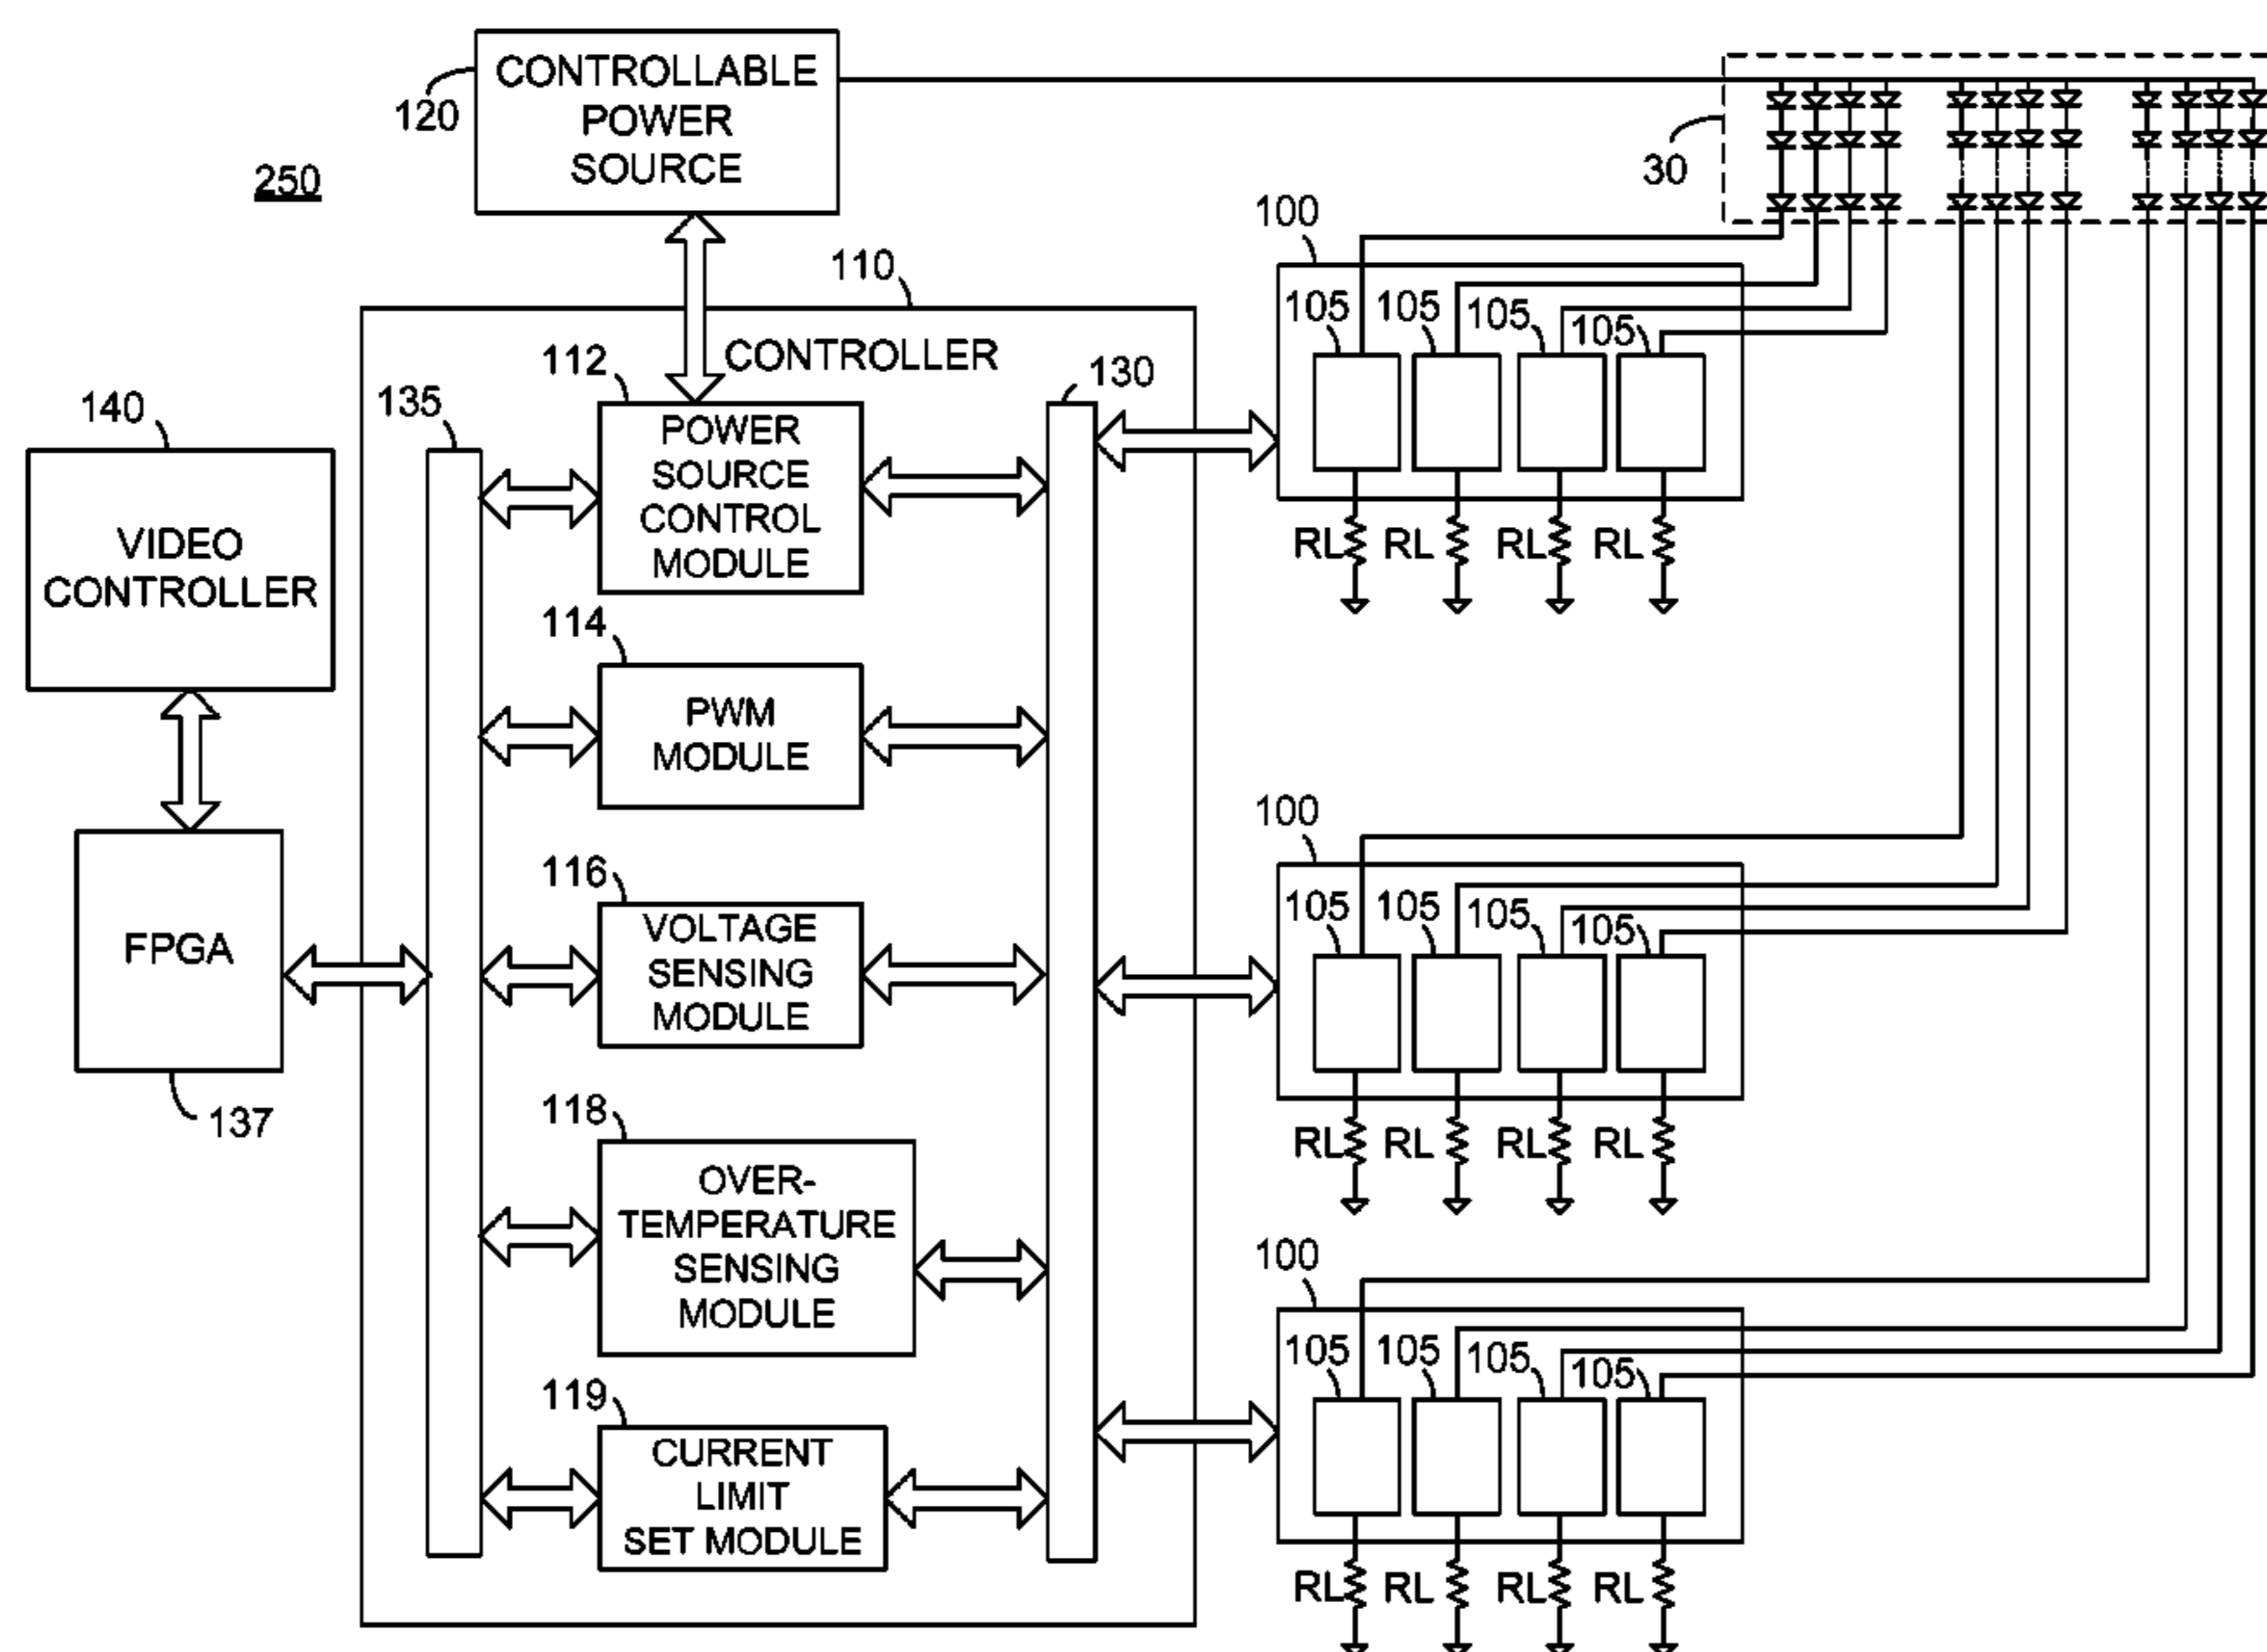 CONTROLLABLE
POWER
SOURCE
120
250
30
100
110
105 105 105 105
CONTROLLER
112
130
140
135
POWER
SOURCE
CONTROL
MODULE
VIDEO
CONTROLLER
RL RL RL RL
114
PWM
MODULE
100
116
VOLTAGE
SENSING
MODULE
105 105 105 105
FPGA
137
118
RL RL RL RL
OVER-
TEMPERATURE
SENSING
MODULE
100
105 105 105 105
119
CURRENT
LIMIT
SET MODULE
RL RL RL RL